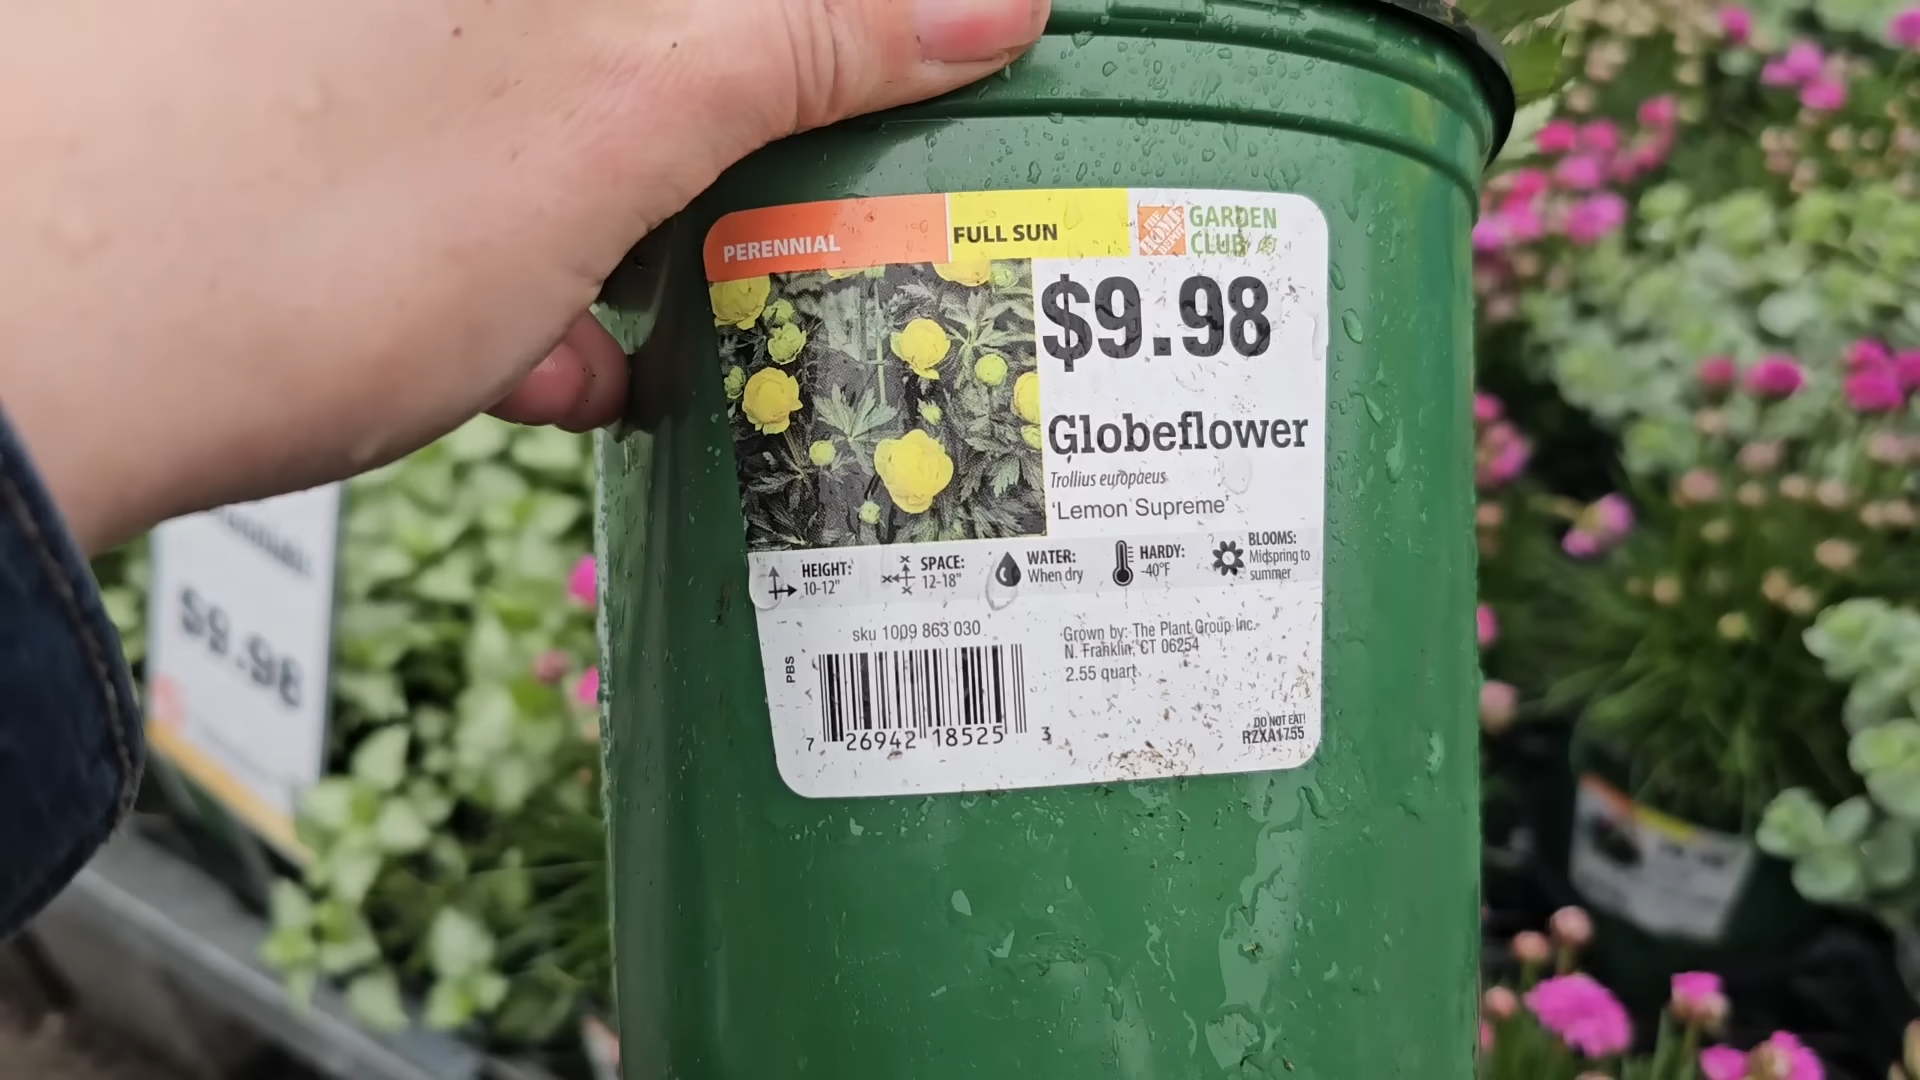 PERENNIAL
FULL SUN
THE HOME DEPOT
GARDEN
CLUB
$9.98
Globeflower
Trollius europaeus
'Lemon Supreme'
HEIGHT:
10-12"
SPACE:
12-18"
WATER:
When dry
HARDY:
-40°F
BLOOMS:
Midspring to
summer
sku 1009 863 030
PBS
7 26942 18525 3
Grown by: The Plant Group Inc.
N. Franklin, CT 06254
2.55 quart
DO NOT EAT!
RZXA1755
$9.98